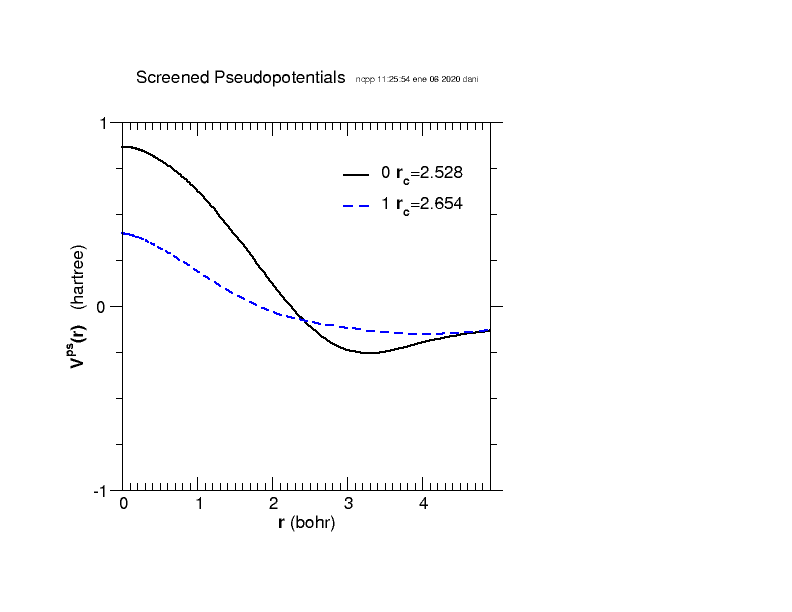 Screened Pseudopotentials ncpp 11:25:54 ene 06 2020 dani
1
0 rc=2.528
1 rc=2.654
0
-1
Vps(r) (hartree)
0 1 2 3 4
r (bohr)